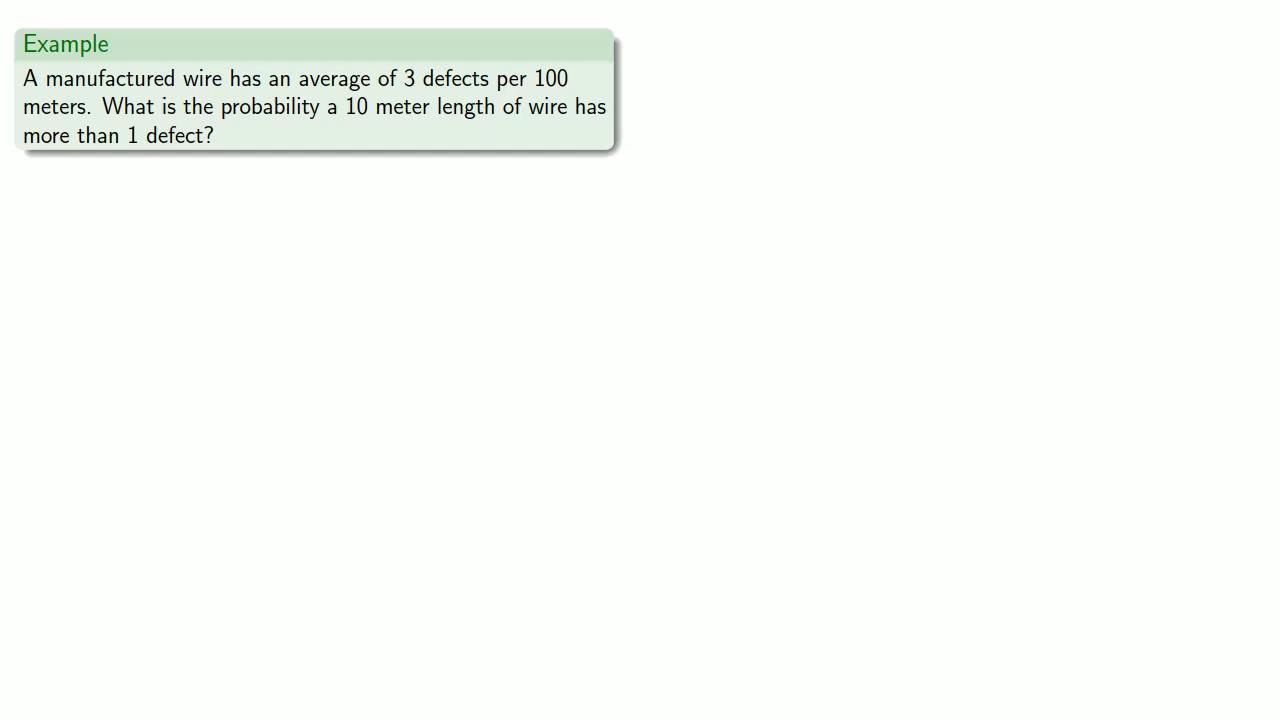 Example
A manufactured wire has an average of 3 defects per 100
meters. What is the probability a 10 meter length of wire has
more than 1 defect?